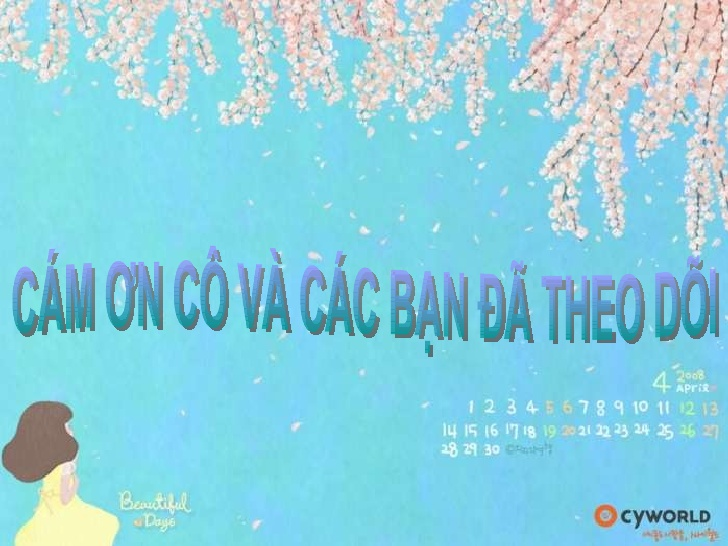 CÁM ƠN CÔ VÀ CÁC BẠN ĐÃ THEO DÕI
4 2008 APRIL
1 2 3 4 5 6 7 8 9 10 11 12 13
14 15 16 17 18 19 20 21 22 23 24 25 26 27
28 29 30
Beautiful Days
CYWORLD